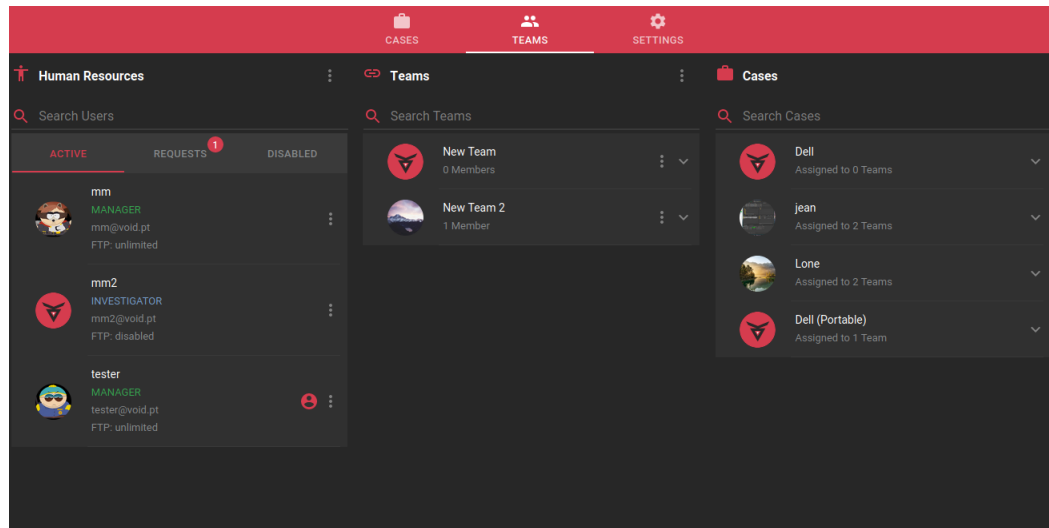 CASES
TEAMS
SETTINGS
Human Resources
Search Users
ACTIVE
REQUESTS
1
DISABLED
mm
MANAGER
mm@void.pt
FTP: unlimited
mm2
INVESTIGATOR
mm2@void.pt
FTP: disabled
tester
MANAGER
tester@void.pt
FTP: unlimited
Teams
Search Teams
New Team
0 Members
New Team 2
1 Member
Cases
Search Cases
Dell
Assigned to 0 Teams
jean
Assigned to 2 Teams
Lone
Assigned to 2 Teams
Dell (Portable)
Assigned to 1 Team